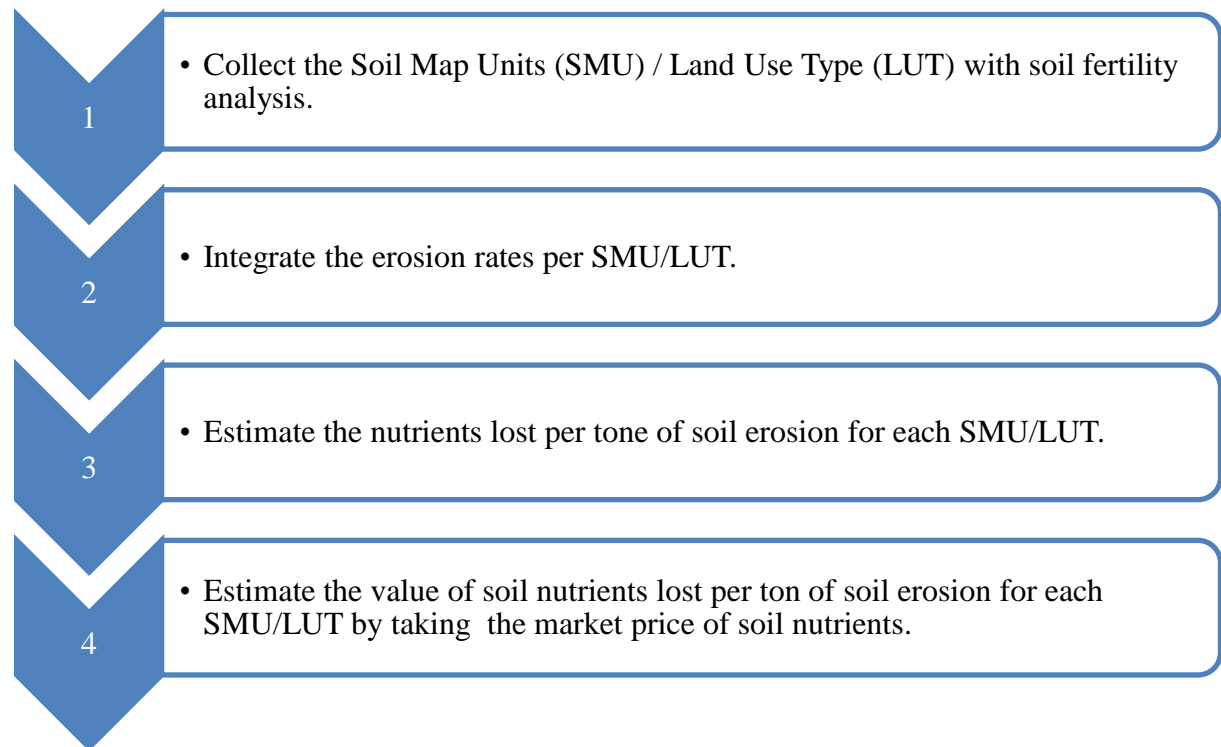 1
• Collect the Soil Map Units (SMU) / Land Use Type (LUT) with soil fertility
analysis.
2
• Integrate the erosion rates per SMU/LUT.
3
• Estimate the nutrients lost per tone of soil erosion for each SMU/LUT.
4
• Estimate the value of soil nutrients lost per ton of soil erosion for each
SMU/LUT by taking  the market price of soil nutrients.